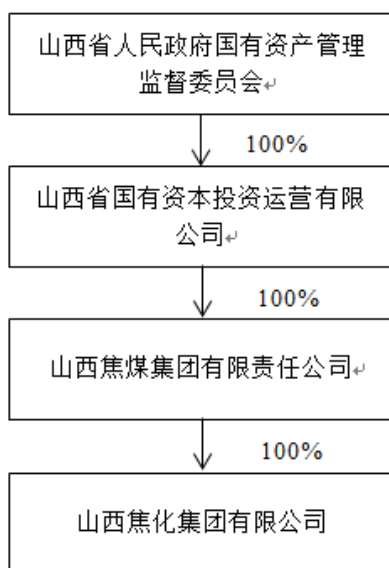 山西省人民政府国有资产管理
监督委员会↵
100%
山西省国有资本投资运营有限
公司↵
100%
山西焦煤集团有限责任公司↵
100%
山西焦化集团有限公司